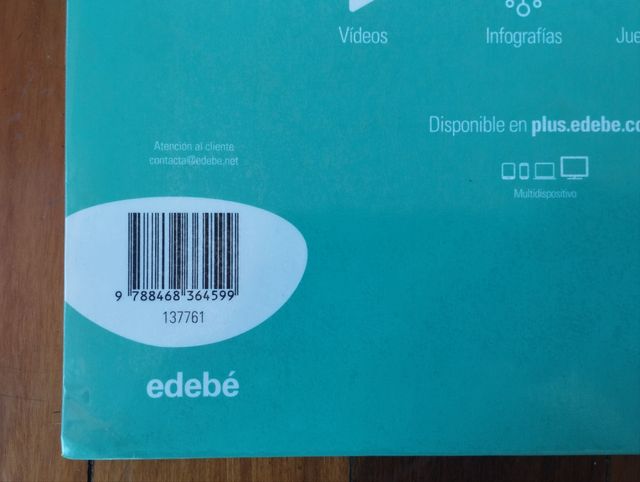 Vídeos
Infografías
Disponible en plus.edebe.co
Atención al cliente
contacta@edebe.net
Multidispositivo
9 788468 364599
137761
edebé